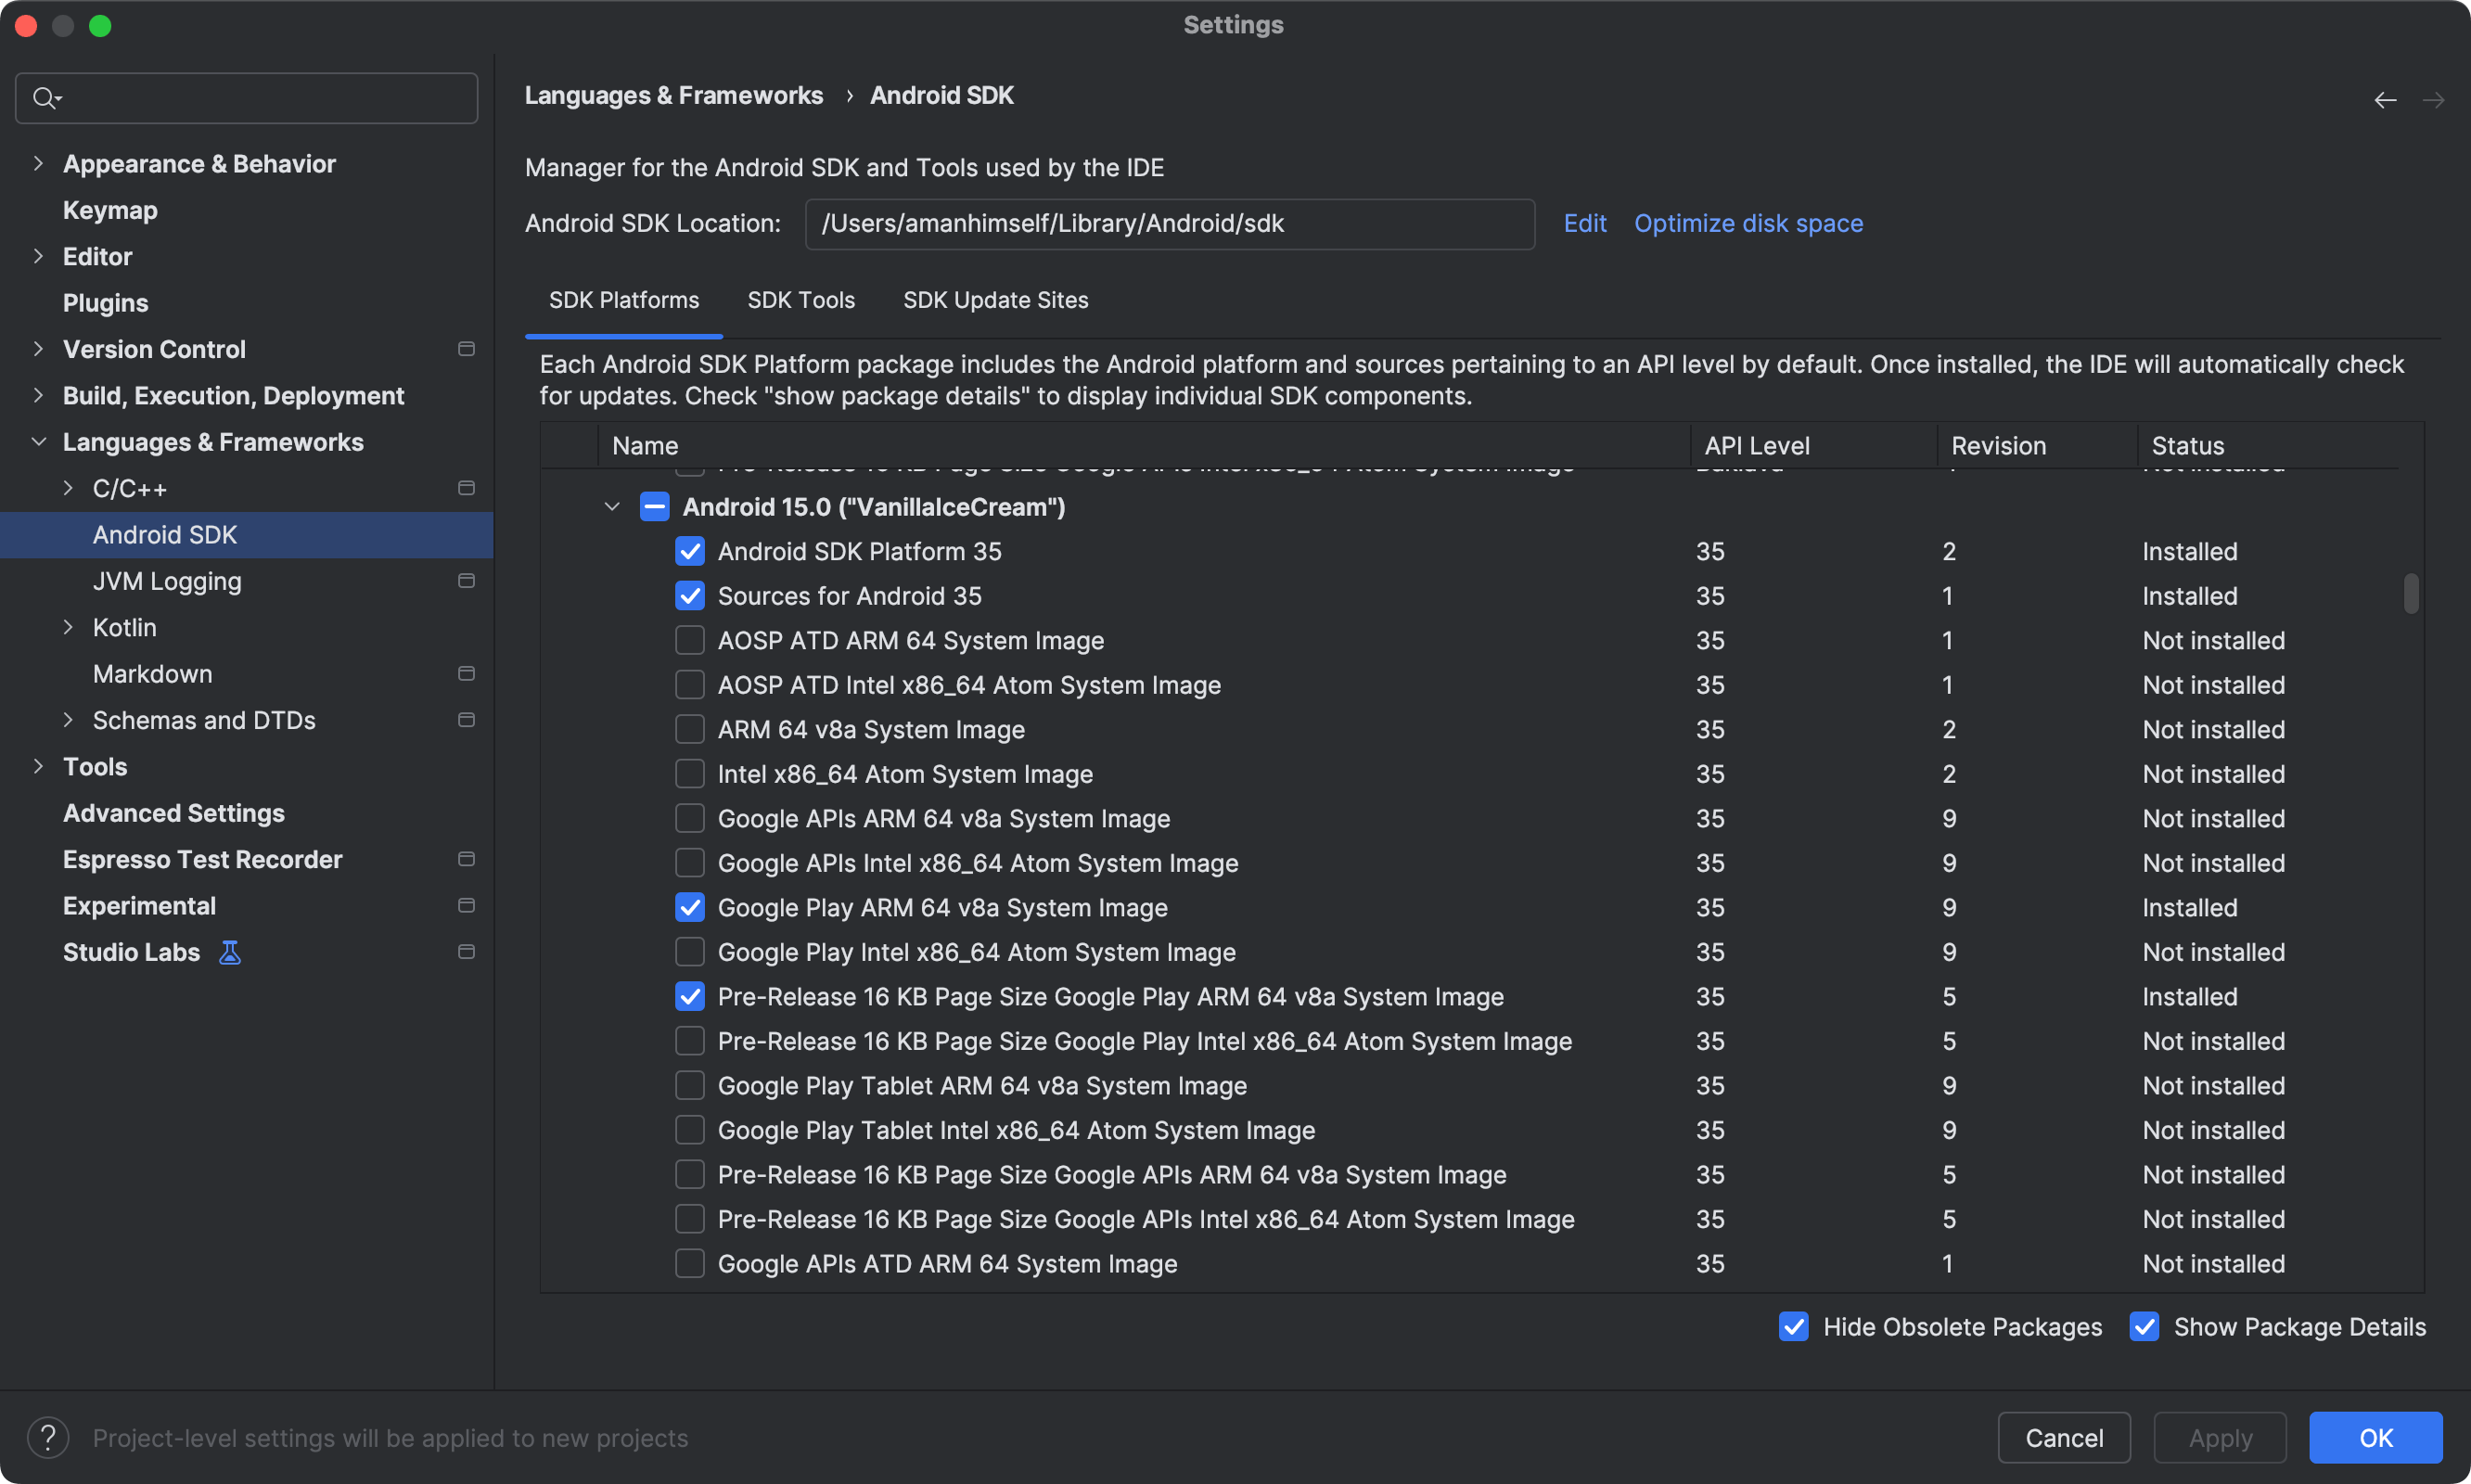 Settings
Appearance & Behavior
Keymap
Editor
Plugins
Version Control
Build, Execution, Deployment
Languages & Frameworks
C/C++
Android SDK
JVM Logging
Kotlin
Markdown
Schemas and DTDs
Tools
Advanced Settings
Espresso Test Recorder
Experimental
Studio Labs
Languages & Frameworks › Android SDK
Manager for the Android SDK and Tools used by the IDE
Android SDK Location: /Users/amanhimself/Library/Android/sdk Edit Optimize disk space
SDK Platforms SDK Tools SDK Update Sites
Each Android SDK Platform package includes the Android platform and sources pertaining to an API level by default. Once installed, the IDE will automatically check
for updates. Check "show package details" to display individual SDK components.
Name API Level Revision Status
Pre-Release 16 KB Page Size Google APIs Intel x86_64 Atom System Image Baklava Not installed
Android 15.0 ("VanillaIceCream")
Android SDK Platform 35 35 2 Installed
Sources for Android 35 35 1 Installed
AOSP ATD ARM 64 System Image 35 1 Not installed
AOSP ATD Intel x86_64 Atom System Image 35 1 Not installed
ARM 64 v8a System Image 35 2 Not installed
Intel x86_64 Atom System Image 35 2 Not installed
Google APIs ARM 64 v8a System Image 35 9 Not installed
Google APIs Intel x86_64 Atom System Image 35 9 Not installed
Google Play ARM 64 v8a System Image 35 9 Installed
Google Play Intel x86_64 Atom System Image 35 9 Not installed
Pre-Release 16 KB Page Size Google Play ARM 64 v8a System Image 35 5 Installed
Pre-Release 16 KB Page Size Google Play Intel x86_64 Atom System Image 35 5 Not installed
Google Play Tablet ARM 64 v8a System Image 35 9 Not installed
Google Play Tablet Intel x86_64 Atom System Image 35 9 Not installed
Pre-Release 16 KB Page Size Google APIs ARM 64 v8a System Image 35 5 Not installed
Pre-Release 16 KB Page Size Google APIs Intel x86_64 Atom System Image 35 5 Not installed
Google APIs ATD ARM 64 System Image 35 1 Not installed
Hide Obsolete Packages Show Package Details
? Project-level settings will be applied to new projects
Cancel Apply OK